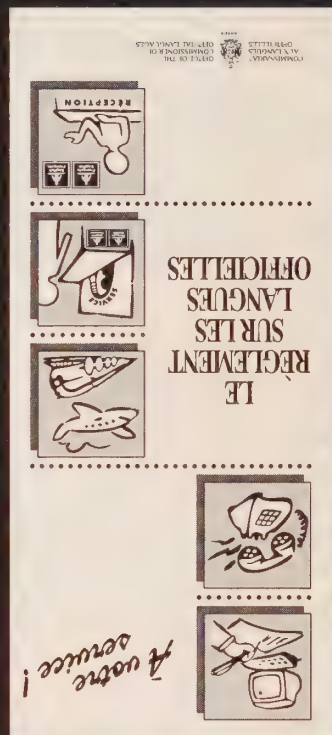 À votre
service !
LE
RÈGLEMENT
SUR LES
LANGUES
OFFICIELLES
SERVICE
RÉCEPTION
COMMISSARIAT
AUX LANGUES
OFFICIELLES
OFFICE OF THE
COMMISSIONER OF
OFFICIAL LANGUAGES